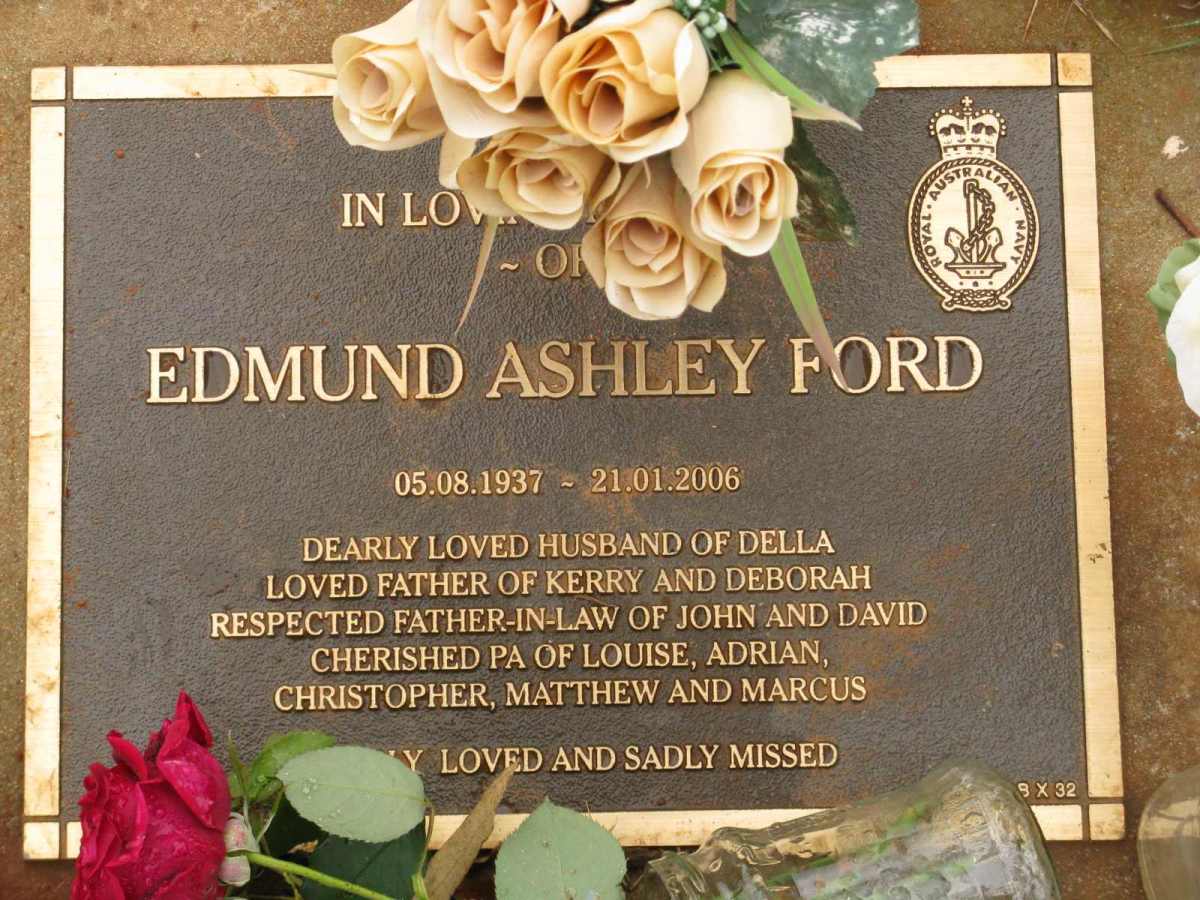 IN LOV
~ OF
ROYAL · AUSTRALIAN · NAVY
EDMUND ASHLEY FORD
05.08.1937 ~ 21.01.2006
DEARLY LOVED HUSBAND OF DELLA
LOVED FATHER OF KERRY AND DEBORAH
RESPECTED FATHER-IN-LAW OF JOHN AND DAVID
CHERISHED PA OF LOUISE, ADRIAN,
CHRISTOPHER, MATTHEW AND MARCUS
LY LOVED AND SADLY MISSED
B X 32